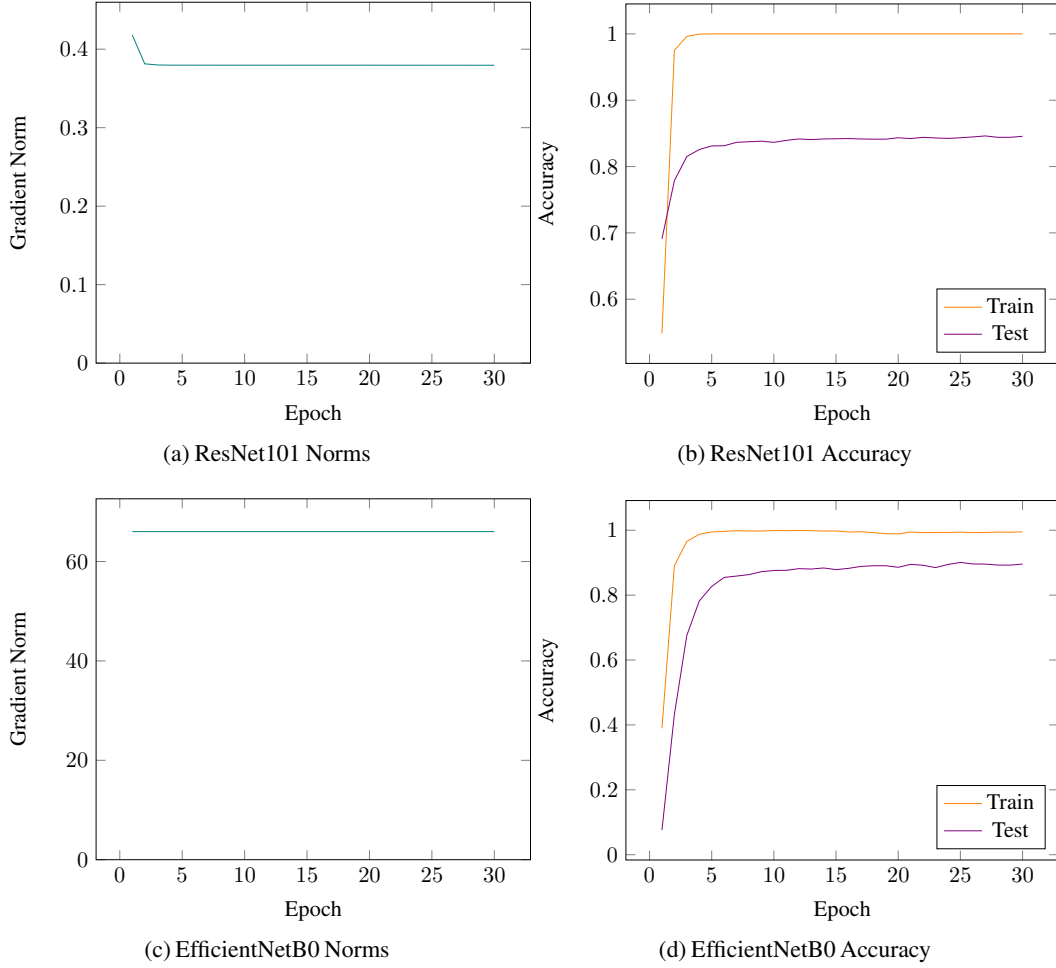 0.4
0.3
0.2
0.1
0
Gradient Norm
0 5 10 15 20 25 30
Epoch
(a) ResNet101 Norms
1
0.9
0.8
0.7
0.6
Accuracy
Train
Test
0 5 10 15 20 25 30
Epoch
(b) ResNet101 Accuracy
60
40
20
0
Gradient Norm
0 5 10 15 20 25 30
Epoch
(c) EfficientNetB0 Norms
1
0.8
0.6
0.4
0.2
0
Accuracy
Train
Test
0 5 10 15 20 25 30
Epoch
(d) EfficientNetB0 Accuracy